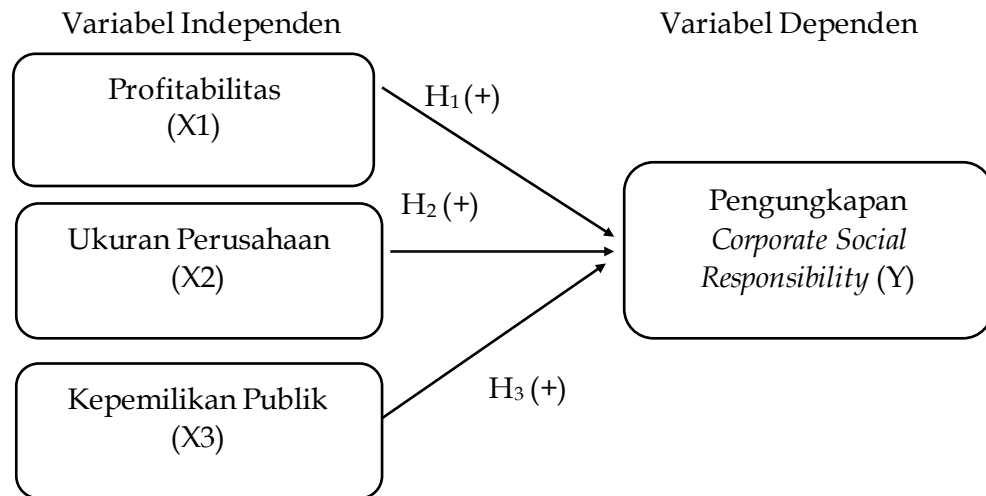 Variabel Independen
Variabel Dependen
Profitabilitas
(X1)
H₁ (+)
Ukuran Perusahaan
(X2)
H₂ (+)
Pengungkapan
Corporate Social
Responsibility (Y)
Kepemilikan Publik
(X3)
H₃ (+)